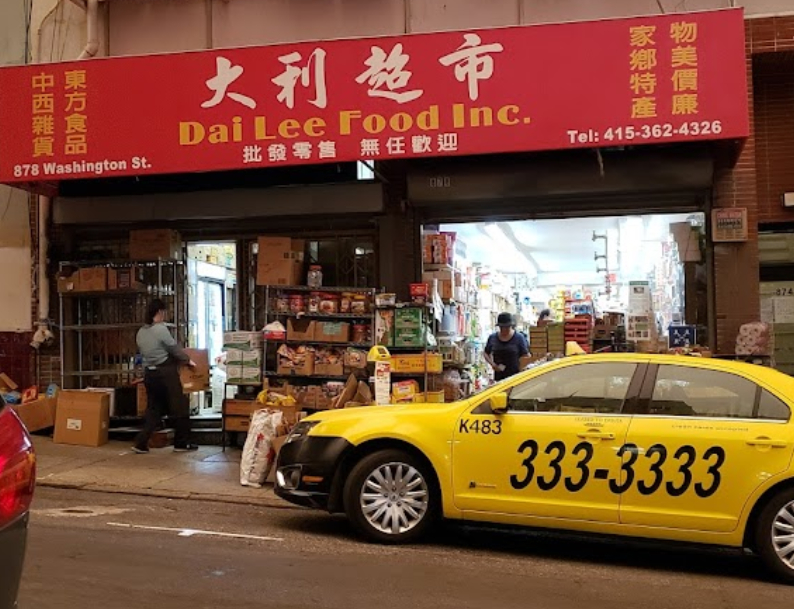 中西雜貨
東方食品
878 Washington St.
大利超市
Dai Lee Food Inc.
批發零售 無任歡迎
家鄉特產
物美價廉
Tel: 415-362-4326
878
874
K483
333-3333